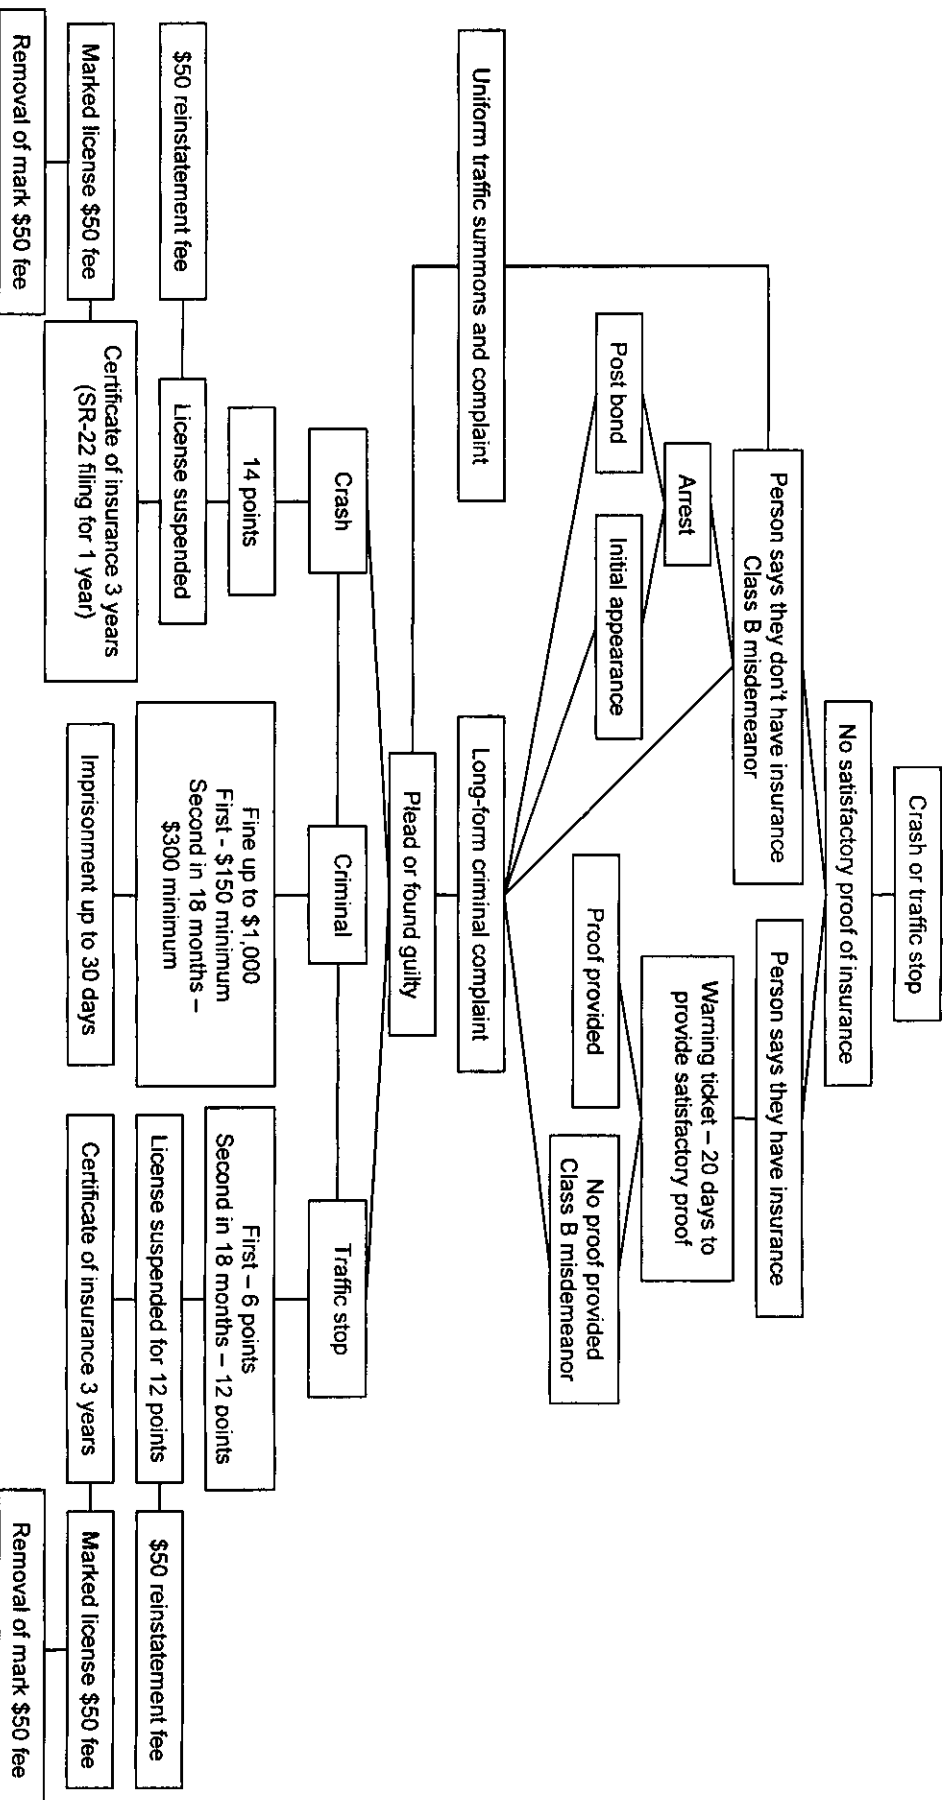 Crash or traffic stop
No satisfactory proof of insurance
Person says they don't have insurance
Class B misdemeanor
Person says they have insurance
Arrest
Warning ticket – 20 days to
provide satisfactory proof
Post bond
Initial appearance
Proof provided
No proof provided
Class B misdemeanor
Uniform traffic summons and complaint
Long-form criminal complaint
Plead or found guilty
Crash
Criminal
Traffic stop
14 points
Fine up to $1,000
First - $150 minimum
Second in 18 months –
$300 minimum
First – 6 points
Second in 18 months – 12 points
$50 reinstatement fee
License suspended
License suspended for 12 points
$50 reinstatement fee
Marked license $50 fee
Certificate of insurance 3 years
(SR-22 filing for 1 year)
Imprisonment up to 30 days
Certificate of insurance 3 years
Marked license $50 fee
Removal of mark $50 fee
Removal of mark $50 fee